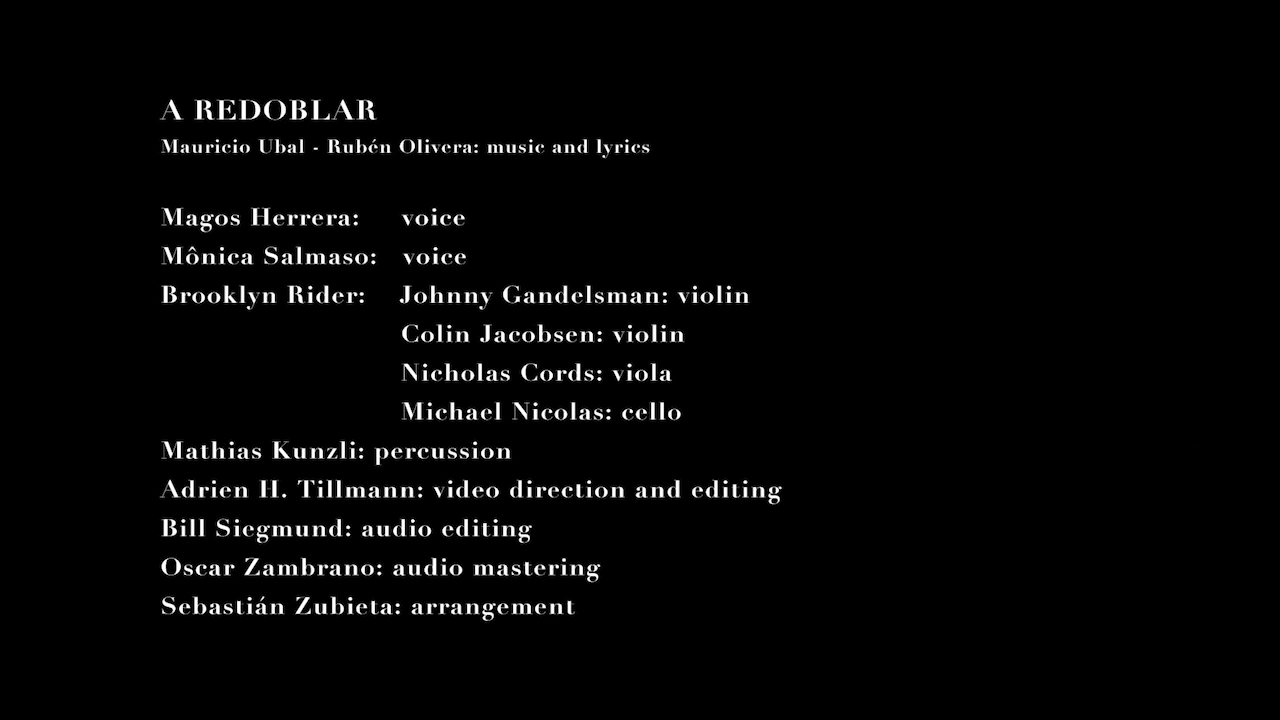 A REDOBLAR
Mauricio Ubal - Rubén Olivera: music and lyrics
Magos Herrera: voice
Mônica Salmaso: voice
Brooklyn Rider: Johnny Gandelsman: violin
Colin Jacobsen: violin
Nicholas Cords: viola
Michael Nicolas: cello
Mathias Kunzli: percussion
Adrien H. Tillmann: video direction and editing
Bill Siegmund: audio editing
Oscar Zambrano: audio mastering
Sebastián Zubieta: arrangement